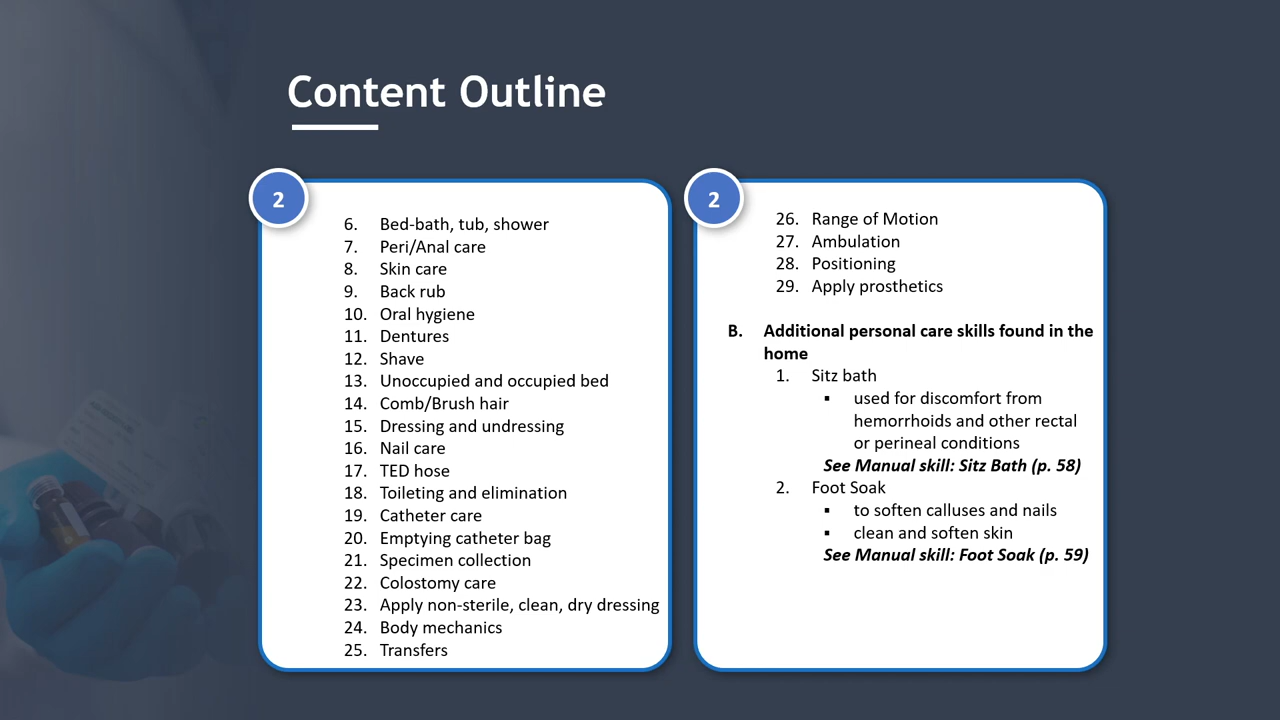 Content Outline
2
6. Bed-bath, tub, shower
7. Peri/Anal care
8. Skin care
9. Back rub
10. Oral hygiene
11. Dentures
12. Shave
13. Unoccupied and occupied bed
14. Comb/Brush hair
15. Dressing and undressing
16. Nail care
17. TED hose
18. Toileting and elimination
19. Catheter care
20. Emptying catheter bag
21. Specimen collection
22. Colostomy care
23. Apply non-sterile, clean, dry dressing
24. Body mechanics
25. Transfers
2
26. Range of Motion
27. Ambulation
28. Positioning
29. Apply prosthetics
B. Additional personal care skills found in the
home
1. Sitz bath
▪ used for discomfort from
hemorrhoids and other rectal
or perineal conditions
See Manual skill: Sitz Bath (p. 58)
2. Foot Soak
▪ to soften calluses and nails
▪ clean and soften skin
See Manual skill: Foot Soak (p. 59)